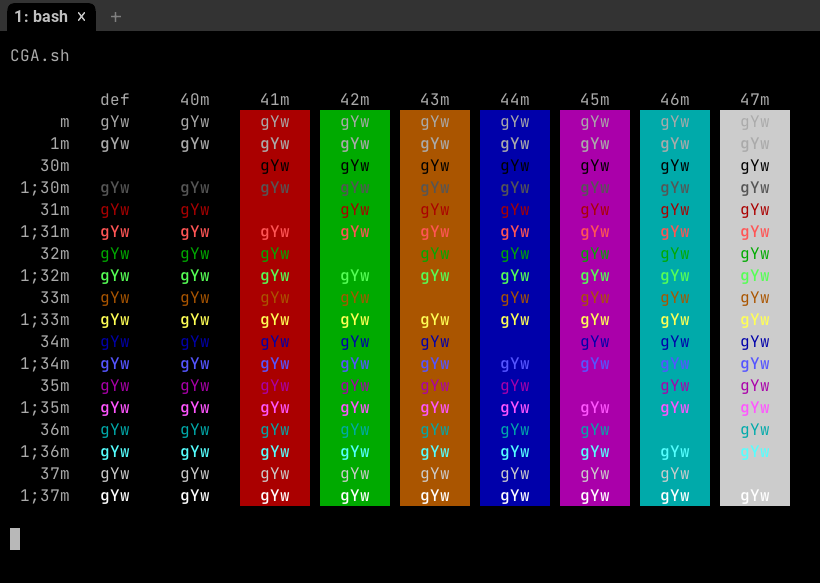 1: bash x +
CGA.sh
def 40m 41m 42m 43m 44m 45m 46m 47m
m gYw gYw gYw gYw gYw gYw gYw gYw gYw
1m gYw gYw gYw gYw gYw gYw gYw gYw gYw
30m gYw gYw gYw gYw gYw gYw gYw
1;30m gYw gYw gYw gYw gYw gYw gYw gYw gYw
31m gYw gYw gYw gYw gYw gYw gYw gYw
1;31m gYw gYw gYw gYw gYw gYw gYw gYw gYw
32m gYw gYw gYw gYw gYw gYw gYw gYw
1;32m gYw gYw gYw gYw gYw gYw gYw gYw gYw
33m gYw gYw gYw gYw gYw gYw gYw gYw
1;33m gYw gYw gYw gYw gYw gYw gYw gYw gYw
34m gYw gYw gYw gYw gYw gYw gYw gYw
1;34m gYw gYw gYw gYw gYw gYw gYw gYw gYw
35m gYw gYw gYw gYw gYw gYw gYw gYw
1;35m gYw gYw gYw gYw gYw gYw gYw gYw gYw
36m gYw gYw gYw gYw gYw gYw gYw gYw
1;36m gYw gYw gYw gYw gYw gYw gYw gYw gYw
37m gYw gYw gYw gYw gYw gYw gYw gYw
1;37m gYw gYw gYw gYw gYw gYw gYw gYw gYw